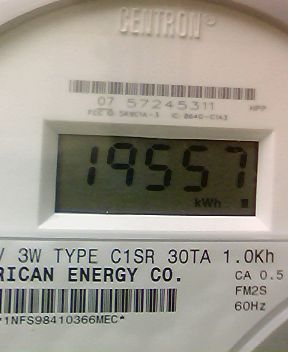 CENTRON®
07 57245311
HPP
19557
kWh
V 3W TYPE C1SR 30TA 1.0Kh
RICAN ENERGY CO.
CA 0.5
FM2S
60Hz
*1NFS98410366MEC*